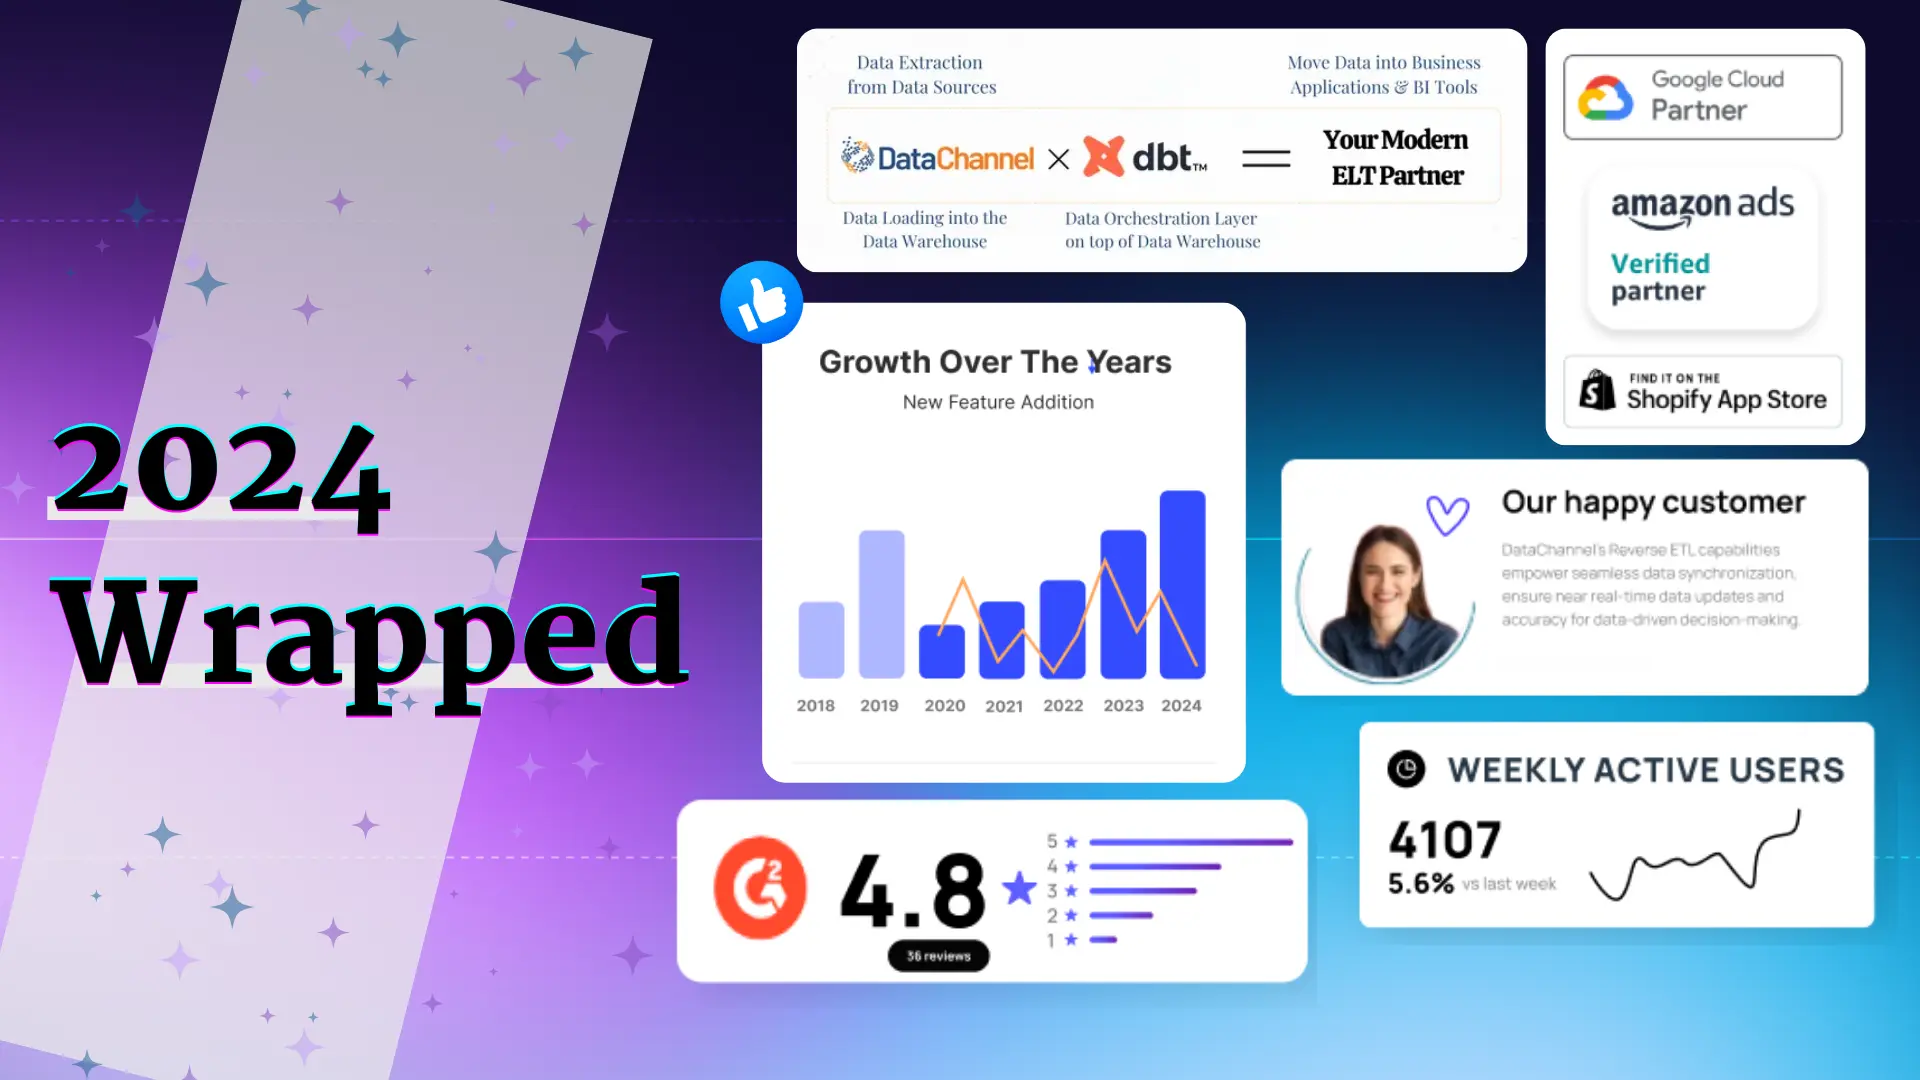 2024
Wrapped
Data Extraction
from Data Sources
Move Data into Business
Applications & BI Tools
DataChannel
dbt™
Your Modern
ELT Partner
Data Loading into the
Data Warehouse
Data Orchestration Layer
on top of Data Warehouse
Google Cloud
Partner
amazon ads
Verified
partner
FIND IT ON THE
Shopify App Store
Growth Over The Years
New Feature Addition
2018 2019 2020 2021 2022 2023 2024
Our happy customer
DataChannel's Reverse ETL capabilities
empower seamless data synchronization,
ensure near real-time data updates and
accuracy for data-driven decision-making.
WEEKLY ACTIVE USERS
4107
5.6% vs last week
G2
4.8
36 reviews
5
4
3
2
1